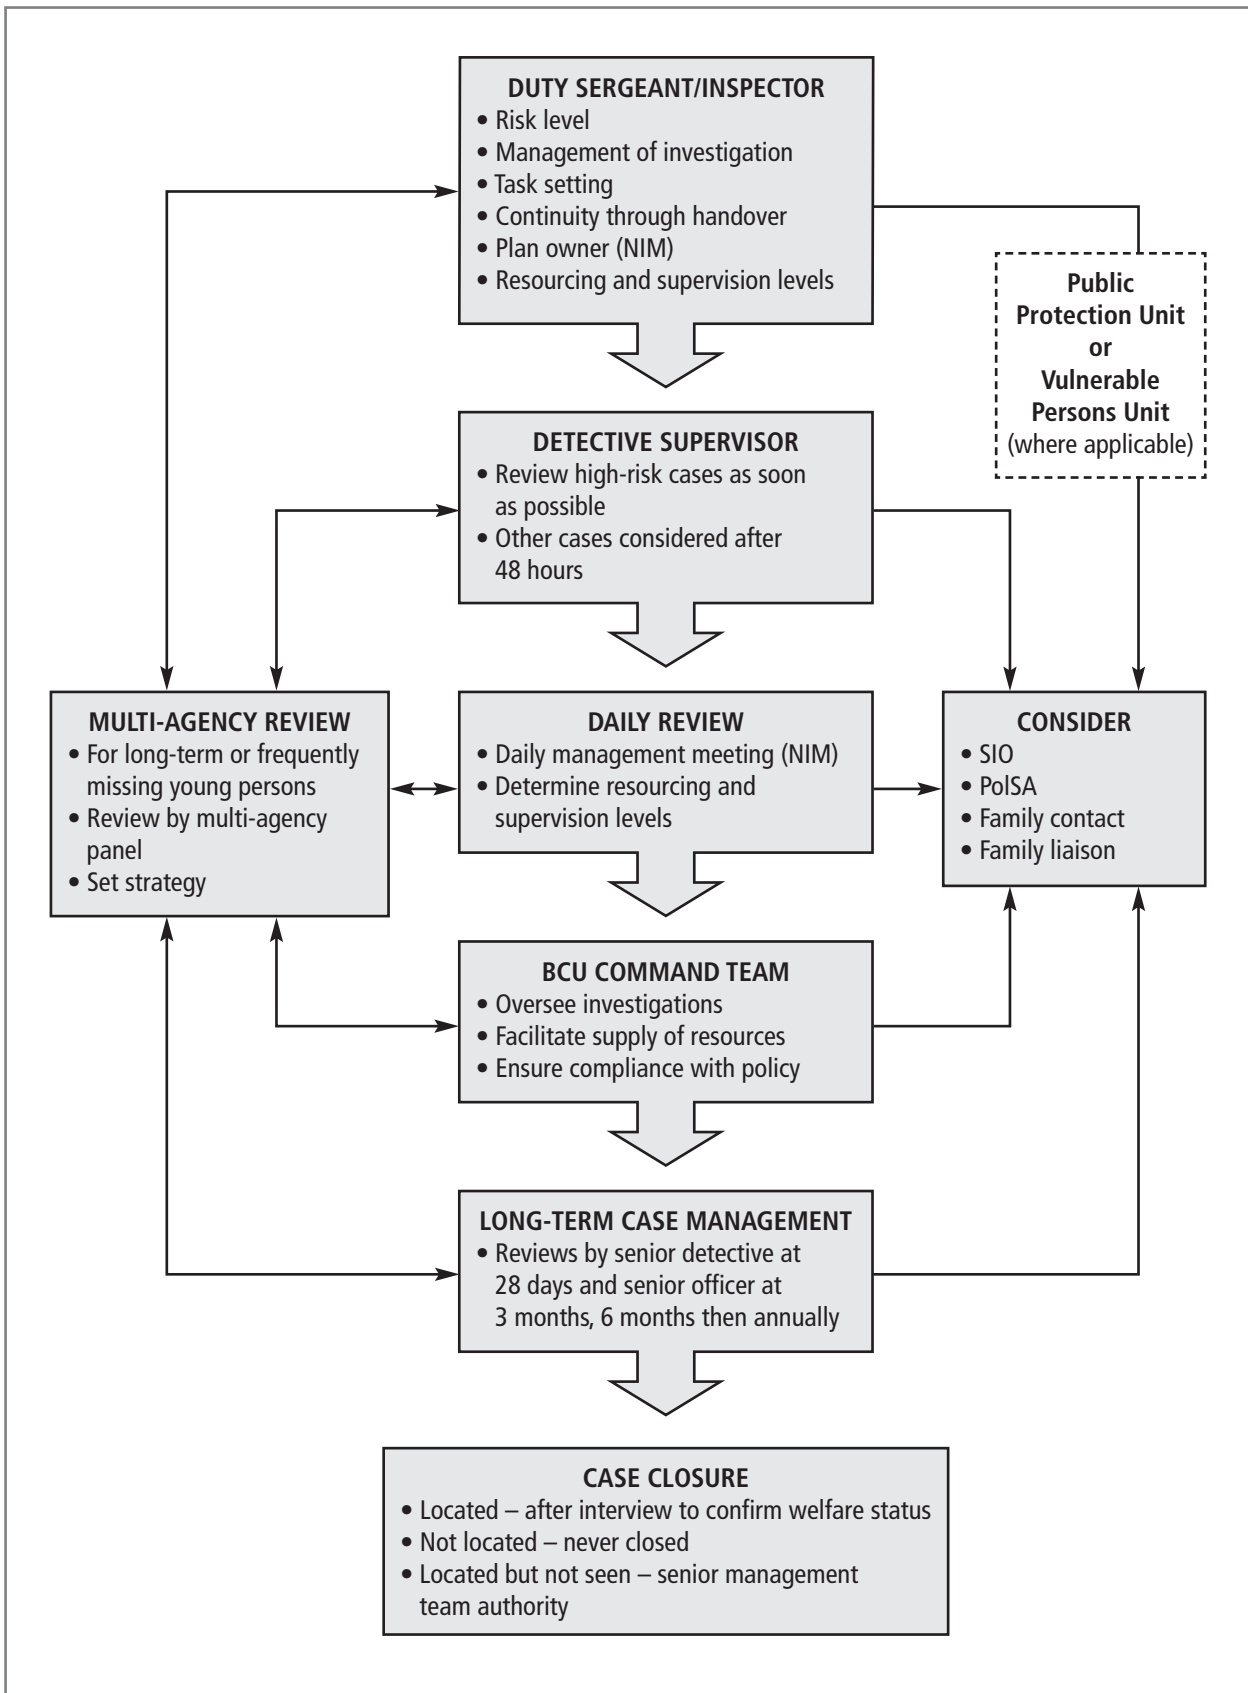 DUTY SERGEANT/INSPECTOR
• Risk level
• Management of investigation
• Task setting
• Continuity through handover
• Plan owner (NIM)
• Resourcing and supervision levels
Public
Protection Unit
or
Vulnerable
Persons Unit
(where applicable)
DETECTIVE SUPERVISOR
• Review high-risk cases as soon
as possible
• Other cases considered after
48 hours
MULTI-AGENCY REVIEW
• For long-term or frequently
missing young persons
• Review by multi-agency
panel
• Set strategy
DAILY REVIEW
• Daily management meeting (NIM)
• Determine resourcing and
supervision levels
CONSIDER
• SIO
• PolSA
• Family contact
• Family liaison
BCU COMMAND TEAM
• Oversee investigations
• Facilitate supply of resources
• Ensure compliance with policy
LONG-TERM CASE MANAGEMENT
• Reviews by senior detective at
28 days and senior officer at
3 months, 6 months then annually
CASE CLOSURE
• Located – after interview to confirm welfare status
• Not located – never closed
• Located but not seen – senior management
team authority